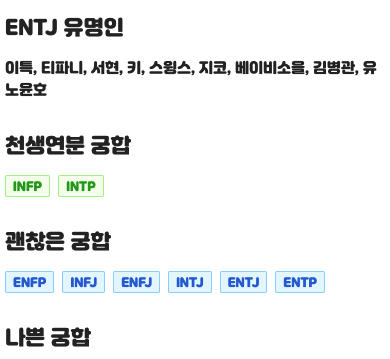 ENTJ 유명인
이특, 티파니, 서현, 키, 스윙스, 지코, 베이비소울, 김병관, 유
노윤호
천생연분 궁합
INFP INTP
괜찮은 궁합
ENFP INFJ ENFJ INTJ ENTJ ENTP
나쁜 궁합